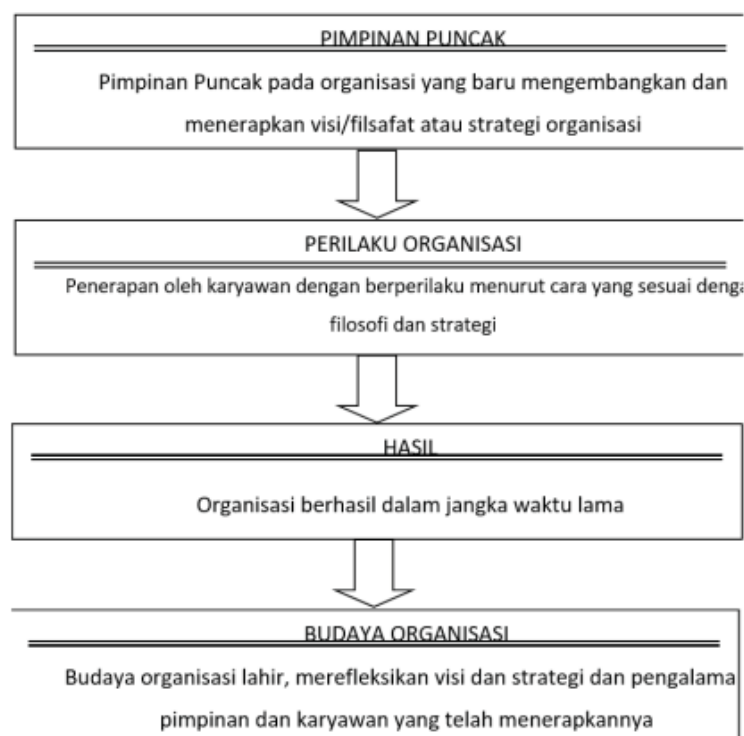 PIMPINAN PUNCAK
Pimpinan Puncak pada organisasi yang baru mengembangkan dan
menerapkan visi/filsafat atau strategi organisasi
PERILAKU ORGANISASI
Penerapan oleh karyawan dengan berperilaku menurut cara yang sesuai denga
filosofi dan strategi
HASIL
Organisasi berhasil dalam jangka waktu lama
BUDAYA ORGANISASI
Budaya organisasi lahir, merefleksikan visi dan strategi dan pengalama
pimpinan dan karyawan yang telah menerapkannya